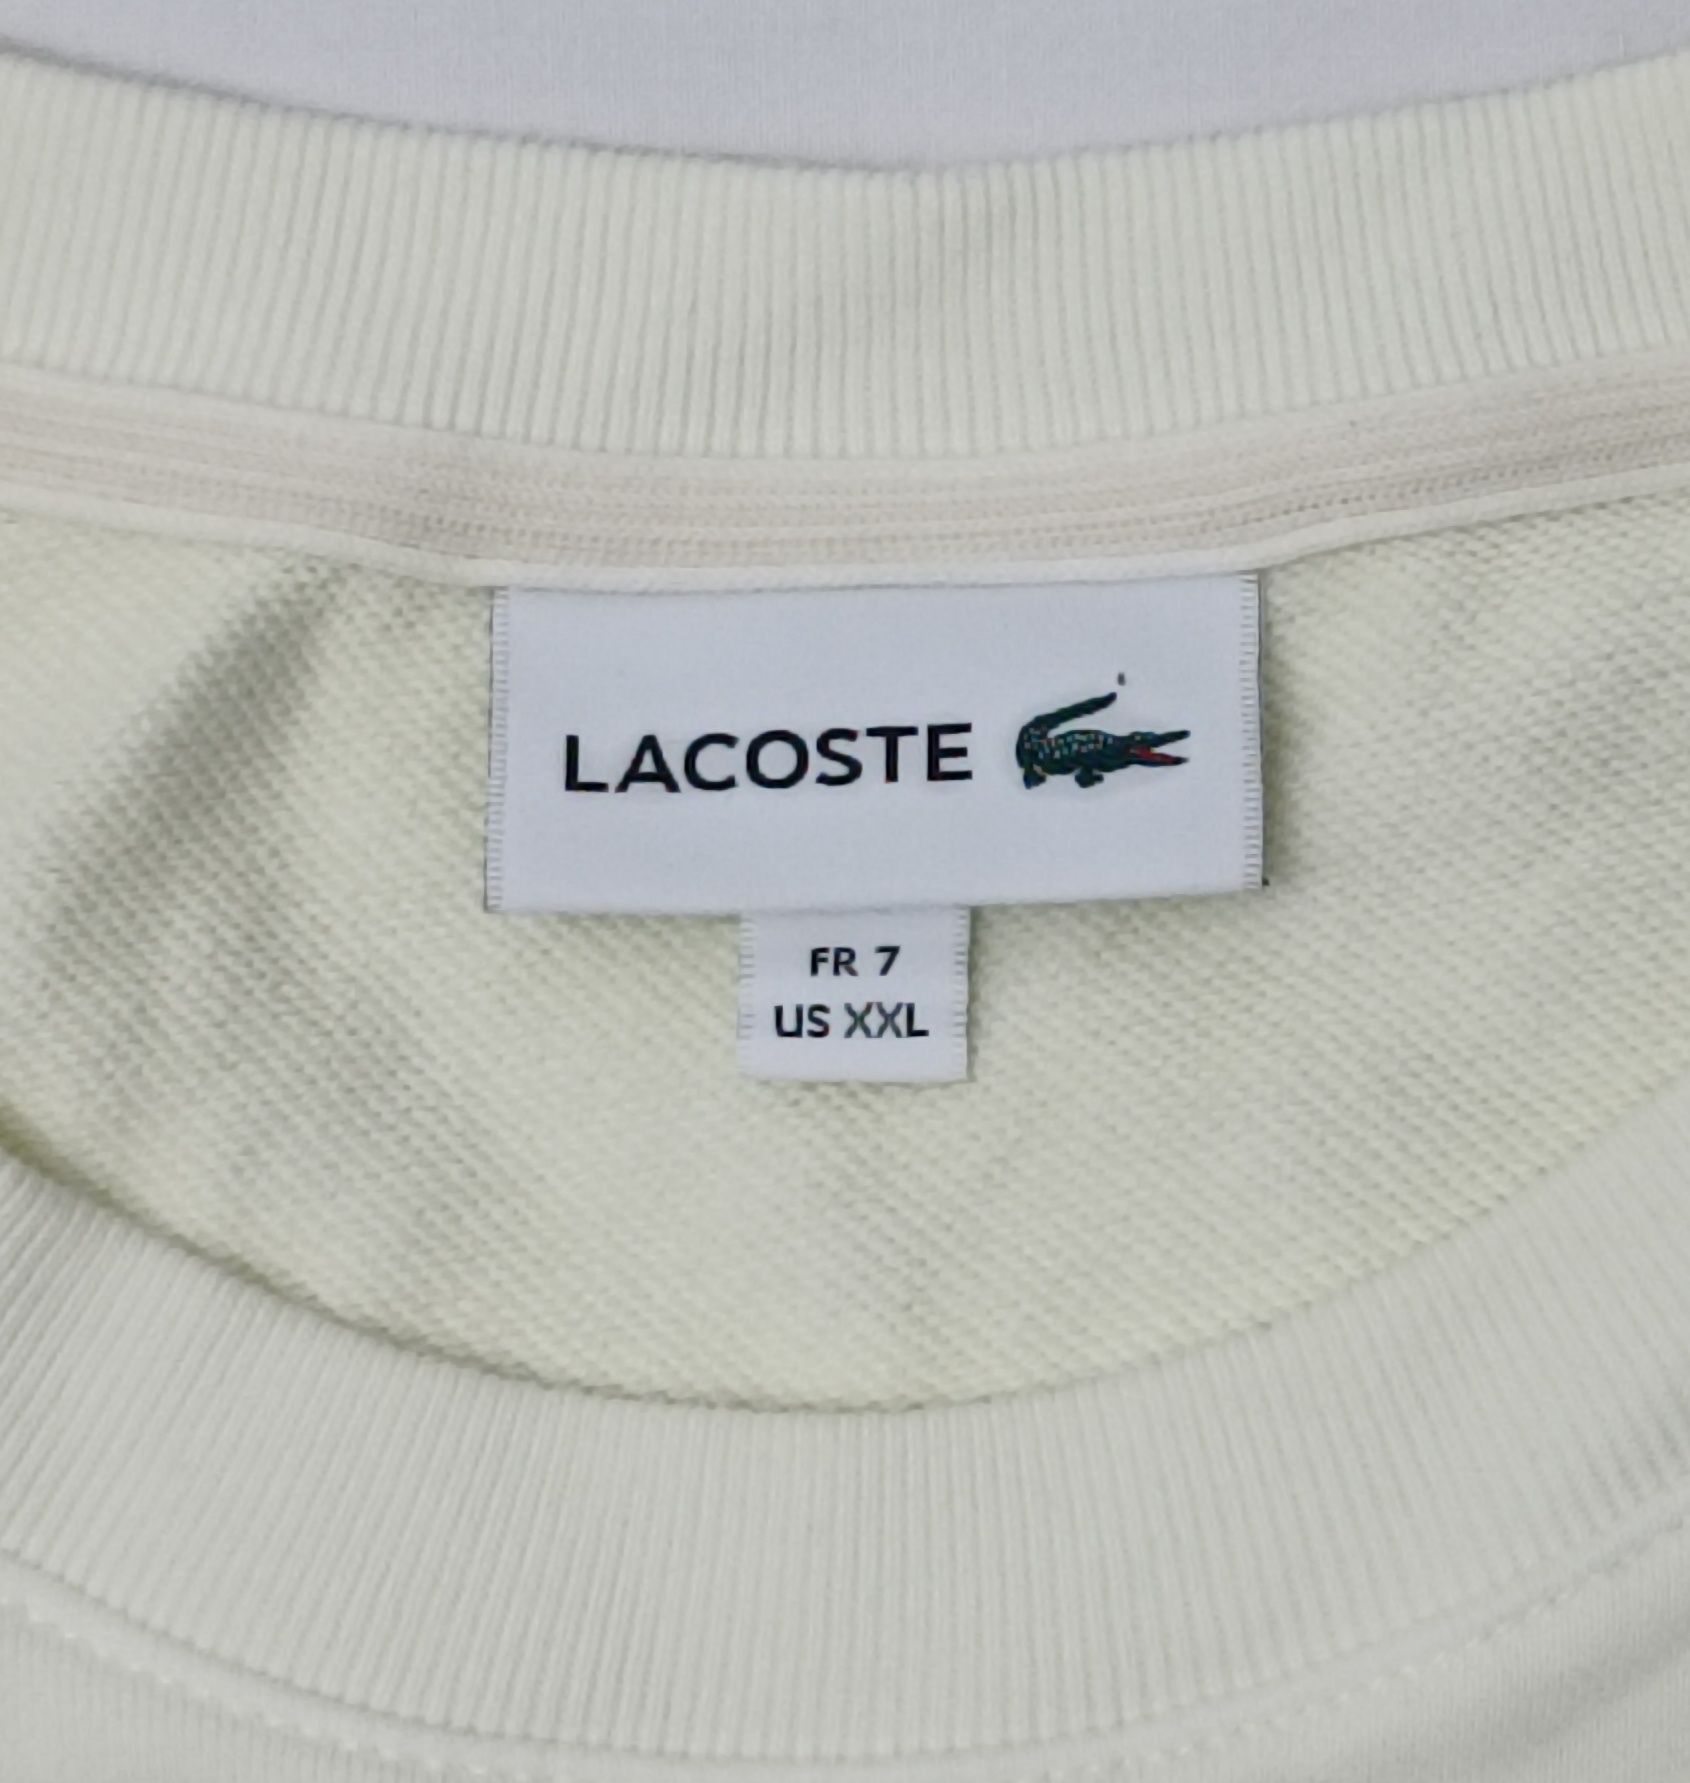 LACOSTE
FR 7
US XXL